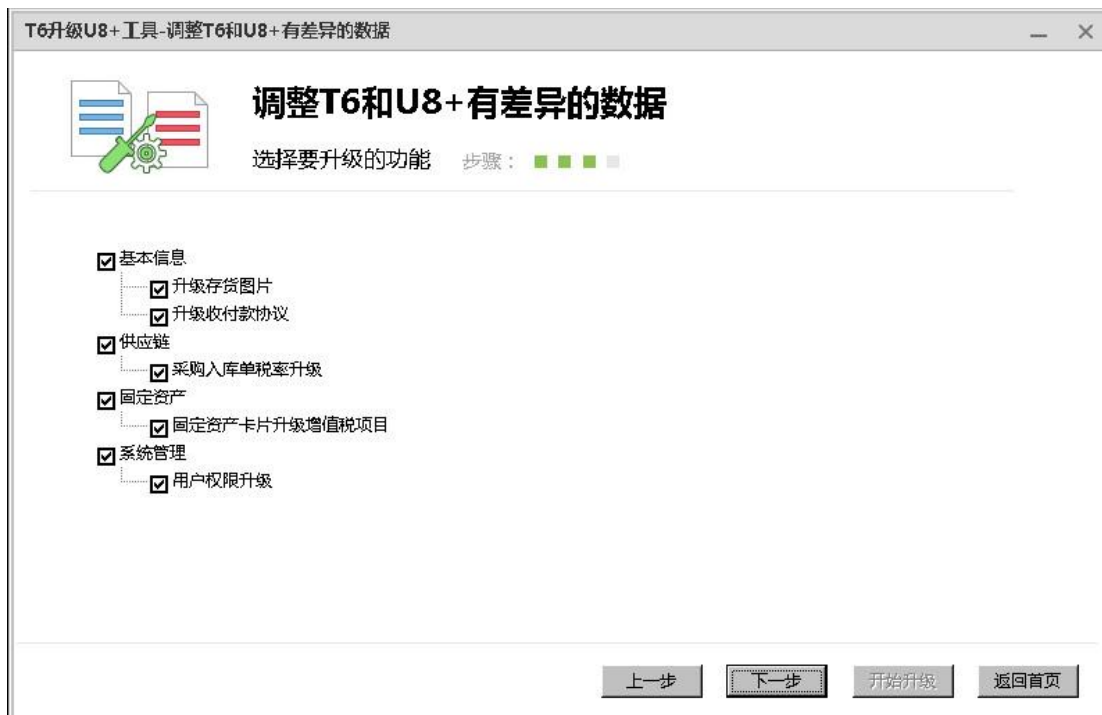 T6升级U8+工具-调整T6和U8+有差异的数据
调整T6和U8+有差异的数据
选择要升级的功能 步骤：
基本信息
升级存货图片
升级收付款协议
供应链
采购入库单税率升级
固定资产
固定资产卡片升级增值税项目
系统管理
用户权限升级
上一步 下一步 开始升级 返回首页